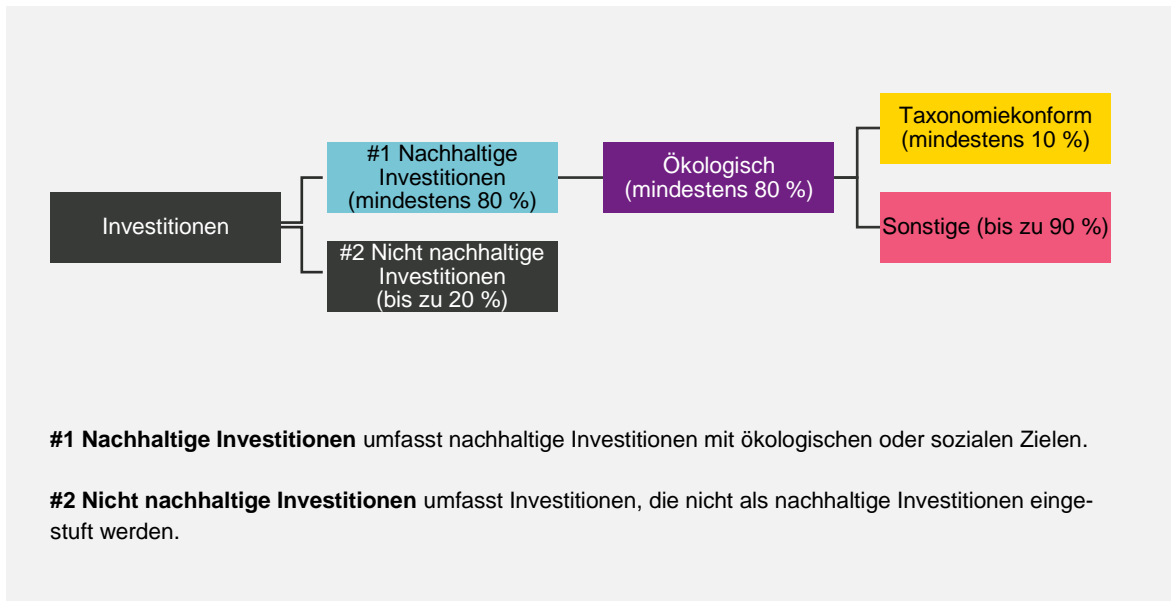 Investitionen
#1 Nachhaltige
Investitionen
(mindestens 80 %)
#2 Nicht nachhaltige
Investitionen
(bis zu 20 %)
Ökologisch
(mindestens 80 %)
Taxonomiekonform
(mindestens 10 %)
Sonstige (bis zu 90 %)
#1 Nachhaltige Investitionen umfasst nachhaltige Investitionen mit ökologischen oder sozialen Zielen.
#2 Nicht nachhaltige Investitionen umfasst Investitionen, die nicht als nachhaltige Investitionen einge-
stuft werden.